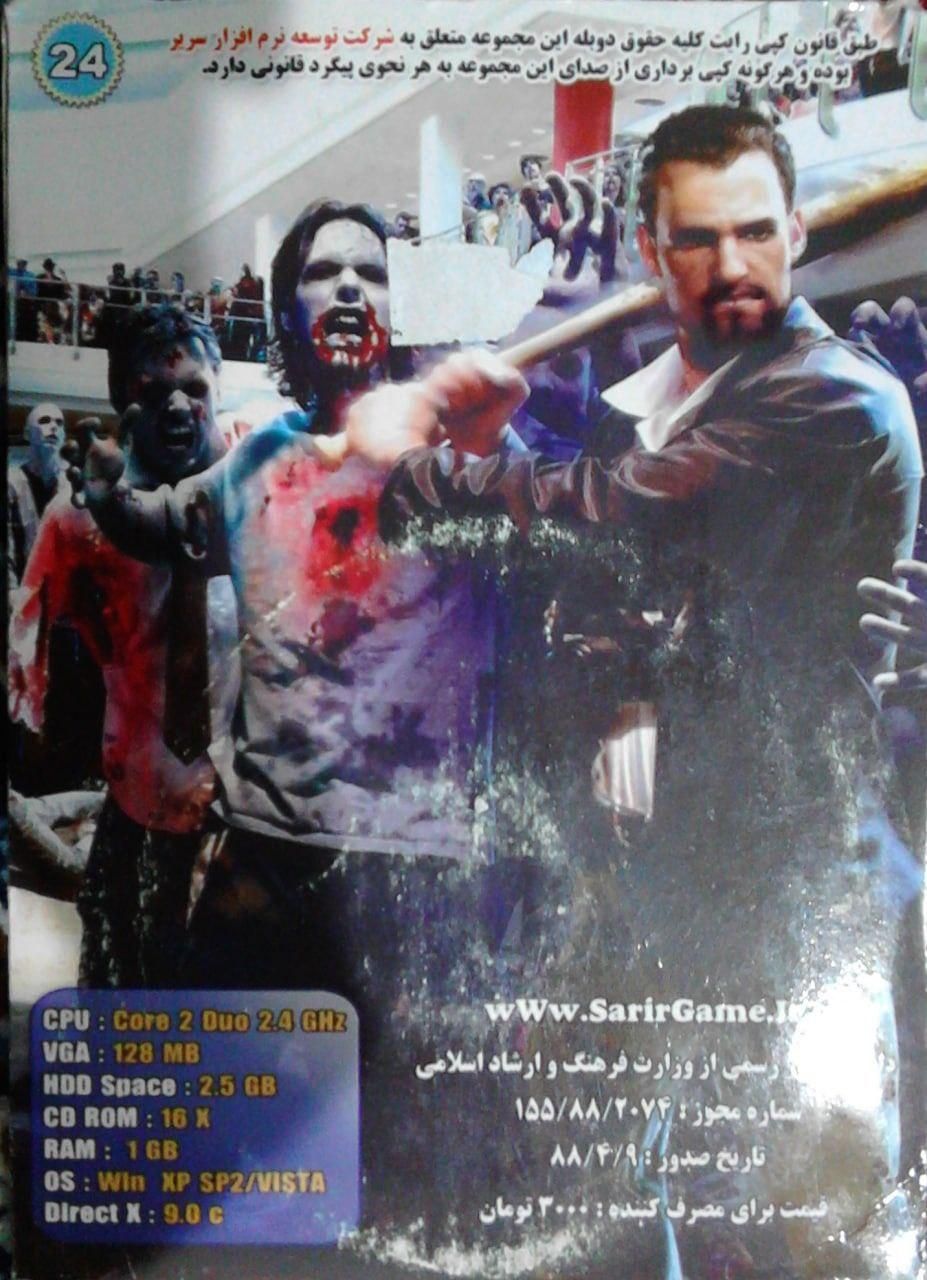 24
طبق قانون کپی رایت کلیه حقوق دوبله این مجموعه متعلق به شرکت توسعه نرم افزار سریر
بوده و هرگونه کپی برداری از صدای این مجموعه به هر نحوی پیگرد قانونی دارد.
CPU : Core 2 Duo 2.4 GHz
VGA : 128 MB
HDD Space : 2.5 GB
CD ROM : 16 X
RAM : 1 GB
OS : Win XP SP2/VISTA
Direct X : 9.0 c
wWw.SarirGame.
رسمی از وزارت فرهنگ و ارشاد اسلامی
شماره مجوز : ۱۵۵/۸۸/۲۰۷۴
تاریخ صدور : ۸۸/۴/۹
قیمت برای مصرف کننده : ۳۰۰۰ تومان